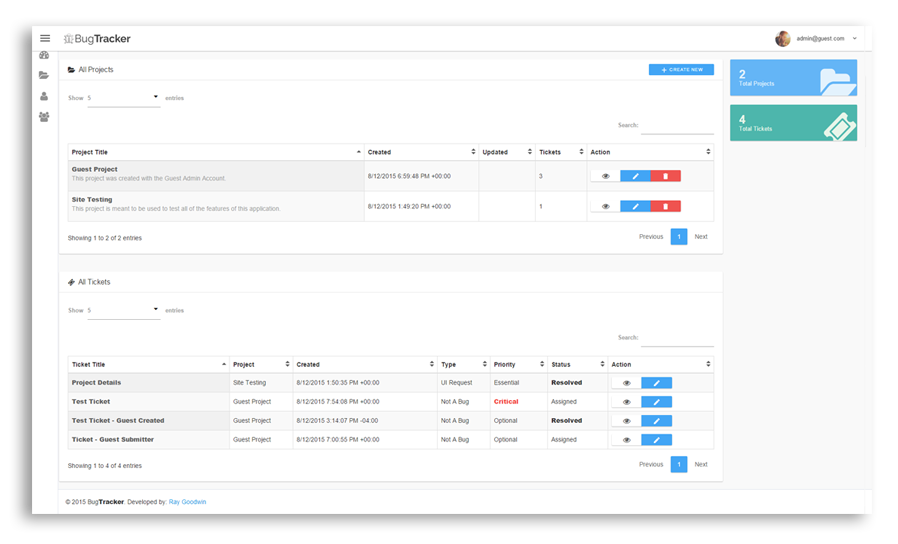 BugTracker
admin@guest.com
All Projects
+ CREATE NEW
Show 5 entries
Search:
Project Title Created Updated Tickets Action
Guest Project
This project was created with the Guest Admin Account.
8/12/2015 6:59:48 PM +00:00 3
Site Testing
This project is meant to be used to test all of the features of this application
8/12/2015 1:49:20 PM +00:00 1
Showing 1 to 2 of 2 entries
Previous 1 Next
2
Total Projects
4
Total Tickets
All Tickets
Show 5 entries
Search:
Ticket Title Project Created Type Priority Status Action
Project Details Site Testing 8/12/2015 1:50:35 PM +00:00 UI Request Essential Resolved
Test Ticket Guest Project 8/12/2015 7:54:08 PM +00:00 Not A Bug Critical Assigned
Test Ticket - Guest Created Guest Project 8/12/2015 3:14:07 PM -04:00 Not A Bug Optional Resolved
Ticket - Guest Submitter Guest Project 8/12/2015 7:00:55 PM +00:00 Not A Bug Optional Assigned
Showing 1 to 4 of 4 entries
Previous 1 Next
© 2015 BugTracker. Developed by: Ray Goodwin